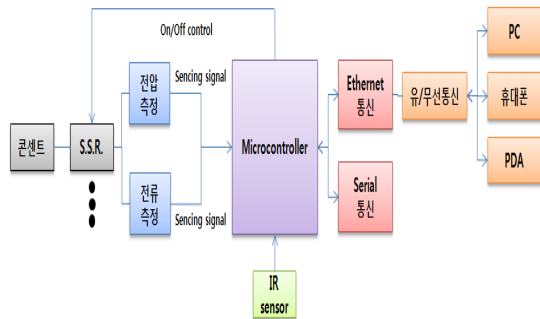 On/Off control
PC
전압
측정
Sencing signal
Ethernet
통신
유/무선통신
휴대폰
콘센트
S.S.R.
Microcontroller
PDA
전류
측정
Sencing signal
Serial
통신
IR
sensor